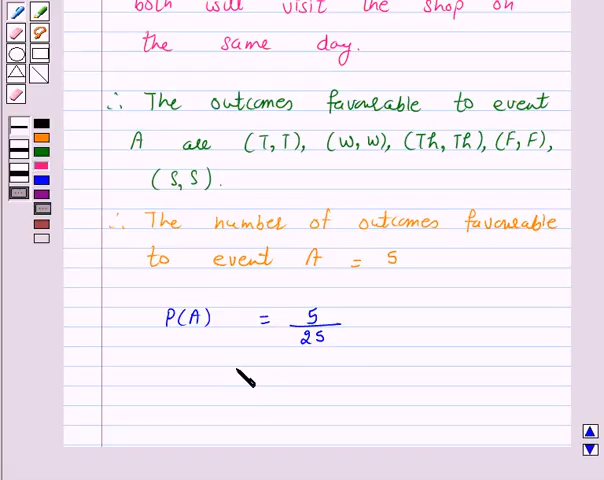 both will visit the shop on
the same day.
∴ The outcomes favourable to event
A are (T, T), (W, W), (Th, Th), (F, F),
(S, S).
∴ The number of outcomes favourable
to event A = 5
P(A) = 5
25